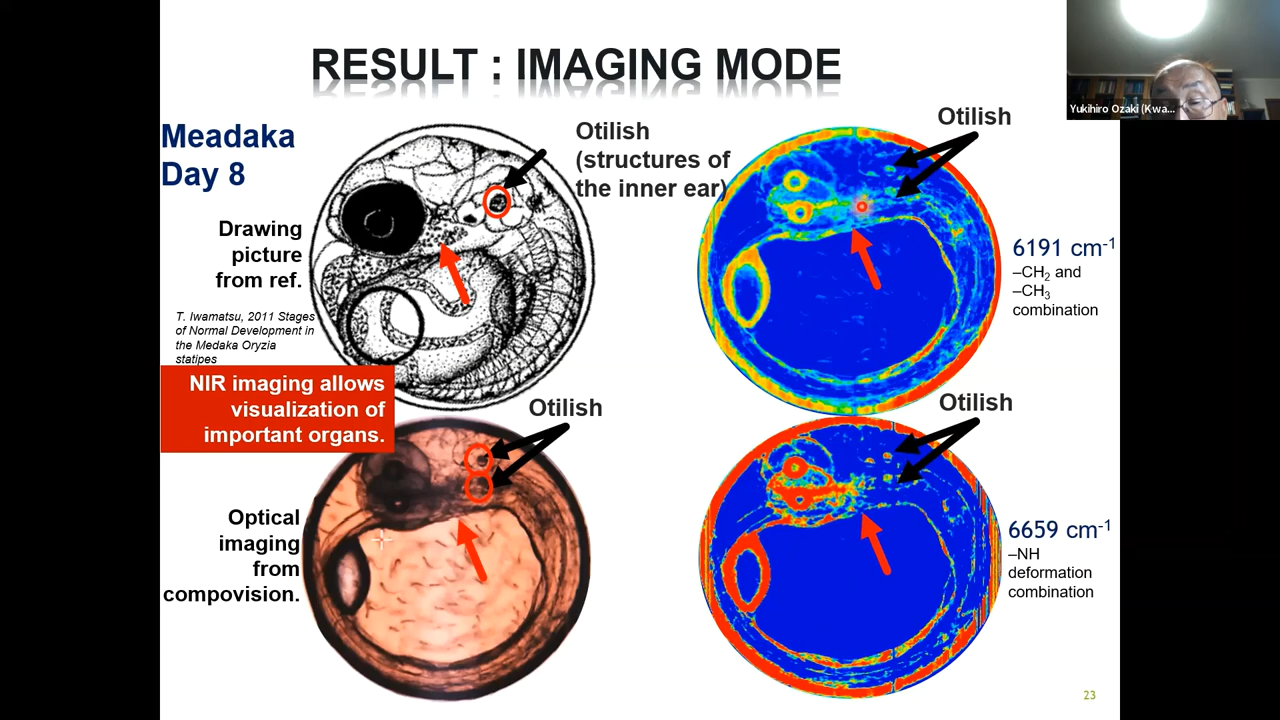 RESULT : IMAGING MODE
Yukihiro Ozaki (Kwa...
Meadaka
Day 8
Otilish
(structures of
the inner ear)
Otilish
Drawing
picture
from ref.
6191 cm-1
–CH2 and
–CH3
combination
T. Iwamatsu, 2011 Stages
of Normal Development in
the Medaka Oryzia
statipes
NIR imaging allows
visualization of
important organs.
Otilish
Otilish
Optical
imaging
from
compovision.
6659 cm-1
–NH
deformation
combination
23